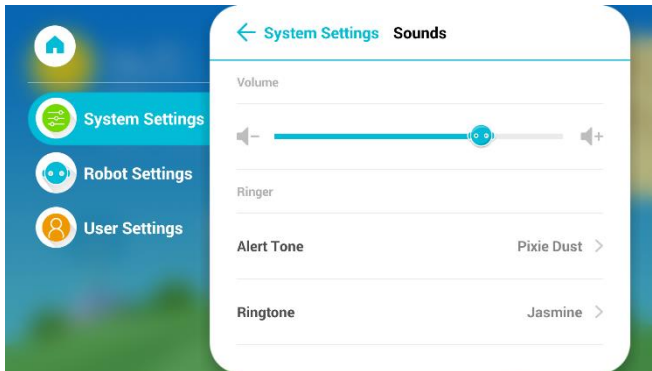 System Settings Sounds
Volume
System Settings
Robot Settings
User Settings
Ringer
Alert Tone Pixie Dust
Ringtone Jasmine